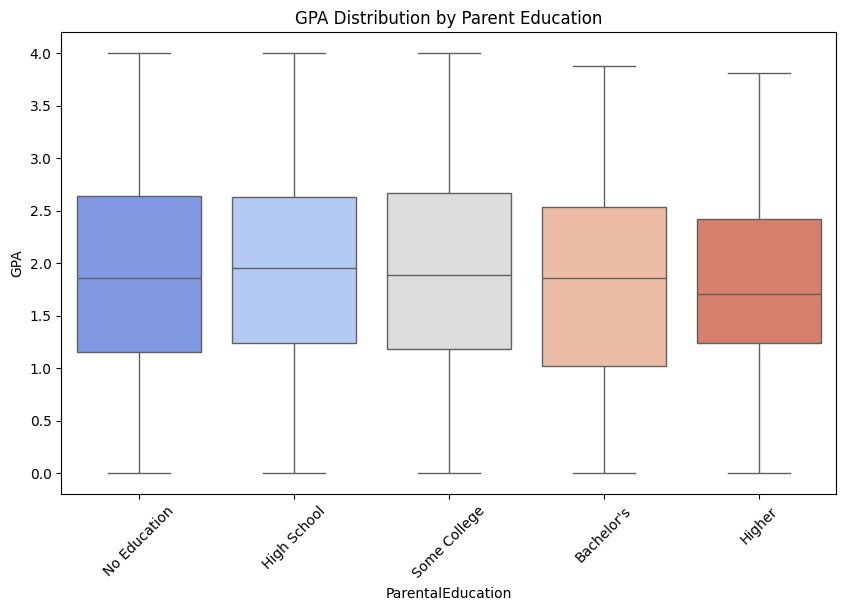 GPA Distribution by Parent Education
GPA
4.0
3.5
3.0
2.5
2.0
1.5
1.0
0.5
0.0
No Education
High School
Some College
Bachelor's
Higher
ParentalEducation